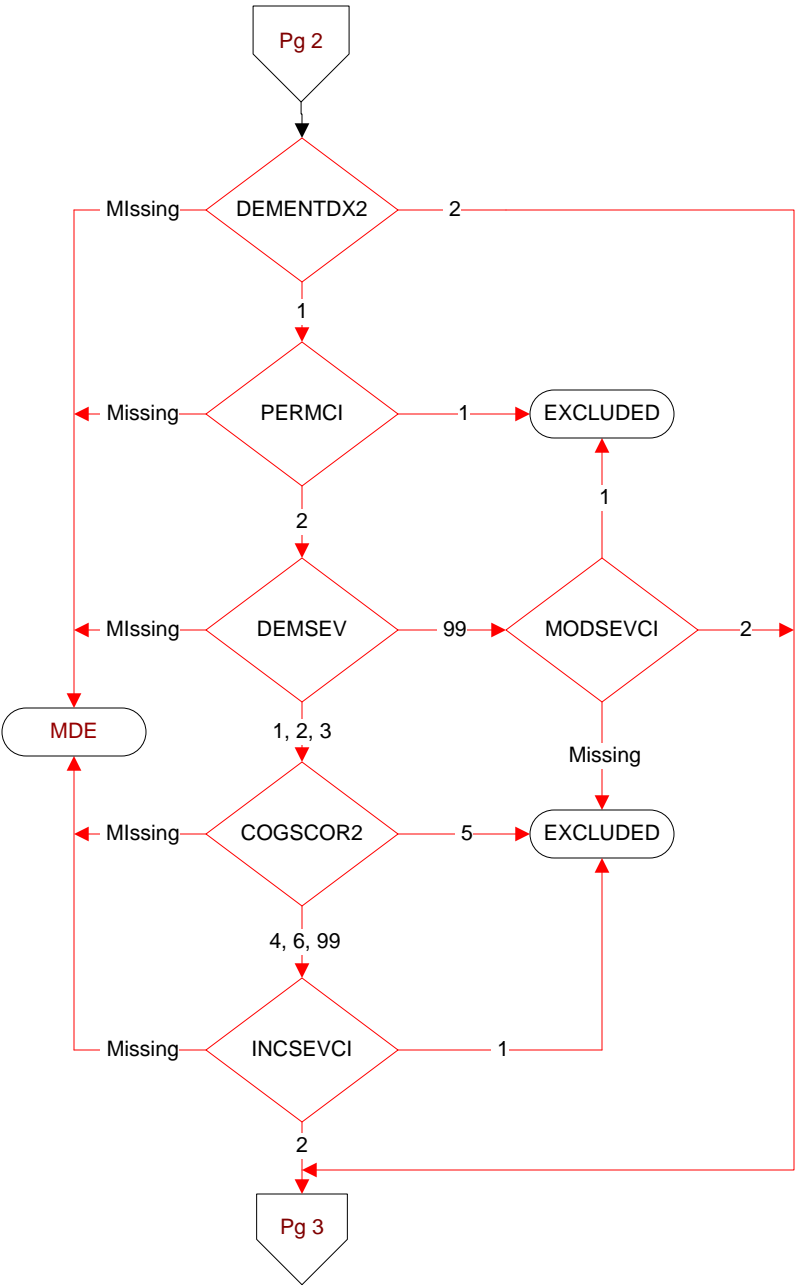 Pg 2
MIssing
DEMENTDX2
2
1
Missing
PERMCI
1
EXCLUDED
2
1
MIssing
DEMSEV
99
MODSEVCI
2
MDE
1, 2, 3
Missing
MIssing
COGSCOR2
5
EXCLUDED
4, 6, 99
Missing
INCSEVCI
1
2
Pg 3